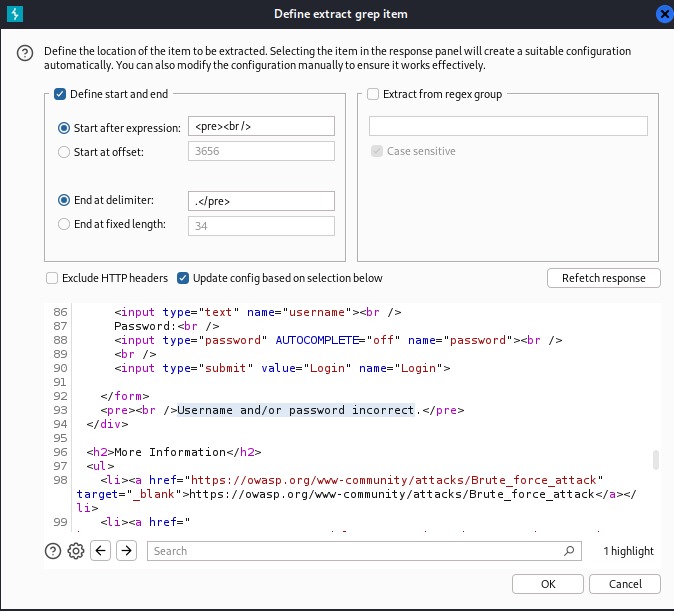 Define extract grep item
Define the location of the item to be extracted. Selecting the item in the response panel will create a suitable configuration
automatically. You can also modify the configuration manually to ensure it works effectively.
Define start and end
Start after expression: <pre><br />
Start at offset: 3656
End at delimiter: .</pre>
End at fixed length: 34
Extract from regex group
Case sensitive
Exclude HTTP headers
Update config based on selection below
Refetch response
86 <input type="text" name="username"><br />
87 Password:<br />
88 <input type="password" AUTOCOMPLETE="off" name="password"><br />
89 <br />
90 <input type="submit" value="Login" name="Login">
91
92 </form>
93 <pre><br />Username and/or password incorrect.</pre>
94 </div>
95
96 <h2>More Information</h2>
97 <ul>
98 <li><a href="https://owasp.org/www-community/attacks/Brute_force_attack"
target="_blank">https://owasp.org/www-community/attacks/Brute_force_attack</a></
li>
99 <li><a href="
Search
1 highlight
OK
Cancel